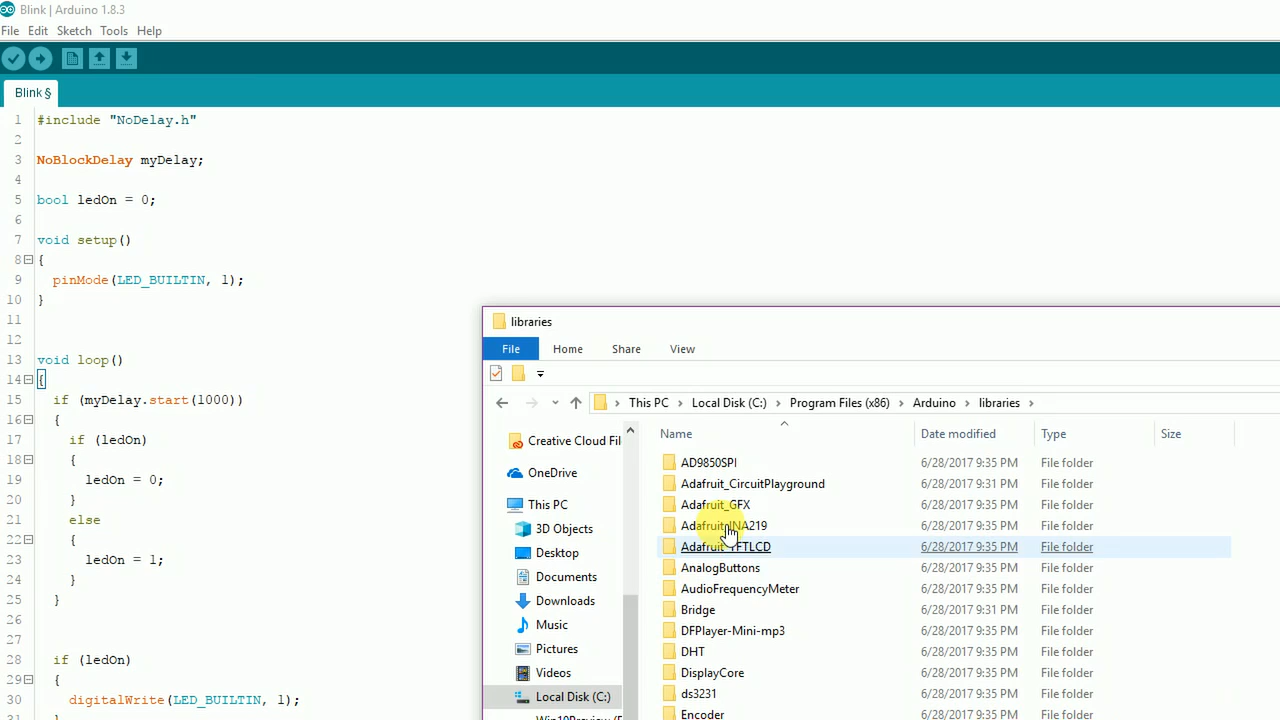 Blink | Arduino 1.8.3
File Edit Sketch Tools Help
Blink §
1 #include "NoDelay.h"
2
3 NoBlockDelay myDelay;
4
5 bool ledOn = 0;
6
7 void setup()
8 {
9 pinMode(LED_BUILTIN, 1);
10 }
11
12
13 void loop()
14 {
15 if (myDelay.start(1000))
16 {
17 if (ledOn)
18 {
19 ledOn = 0;
20 }
21 else
22 {
23 ledOn = 1;
24 }
25 }
26
27
28 if (ledOn)
29 {
30 digitalWrite(LED_BUILTIN, 1);
31 }
libraries
File Home Share View
This PC > Local Disk (C:) > Program Files (x86) > Arduino > libraries >
Creative Cloud Fil
OneDrive
This PC
3D Objects
Desktop
Documents
Downloads
Music
Pictures
Videos
Local Disk (C:)
Win10Preview (F
Name Date modified Type Size
AD9850SPI 6/28/2017 9:35 PM File folder
Adafruit_CircuitPlayground 6/28/2017 9:31 PM File folder
Adafruit_GFX 6/28/2017 9:35 PM File folder
Adafruit_INA219 6/28/2017 9:35 PM File folder
Adafruit_TFTLCD 6/28/2017 9:35 PM File folder
AnalogButtons 6/28/2017 9:35 PM File folder
AudioFrequencyMeter 6/28/2017 9:35 PM File folder
Bridge 6/28/2017 9:31 PM File folder
DFPlayer-Mini-mp3 6/28/2017 9:35 PM File folder
DHT 6/28/2017 9:35 PM File folder
DisplayCore 6/28/2017 9:35 PM File folder
ds3231 6/28/2017 9:35 PM File folder
Encoder 6/28/2017 9:35 PM File folder